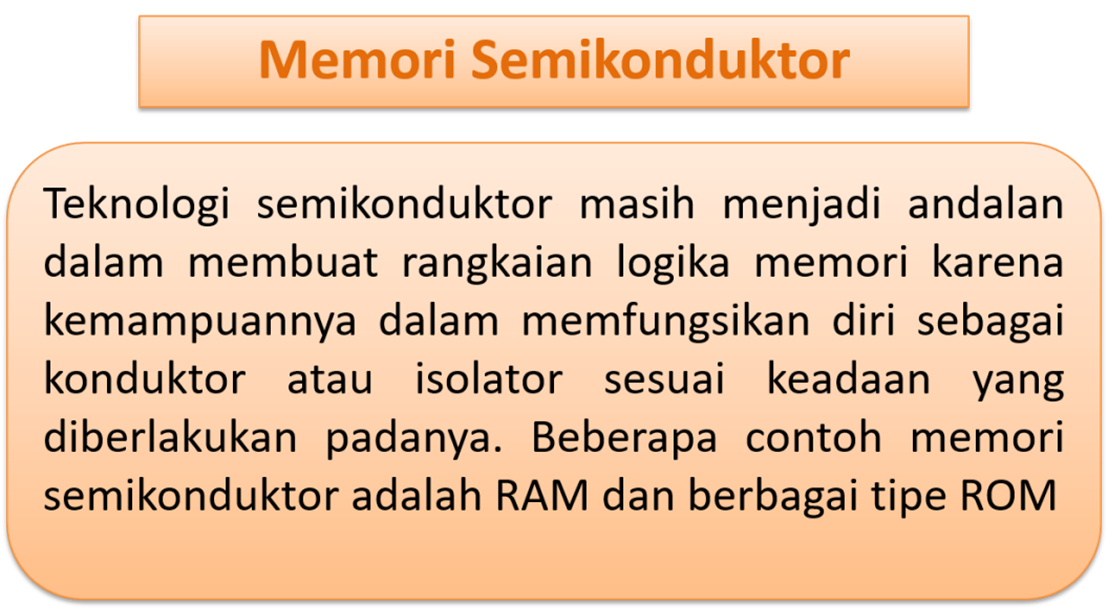 Memori Semikonduktor
Teknologi semikonduktor masih menjadi andalan
dalam membuat rangkaian logika memori karena
kemampuannya dalam memfungsikan diri sebagai
konduktor atau isolator sesuai keadaan yang
diberlakukan padanya. Beberapa contoh memori
semikonduktor adalah RAM dan berbagai tipe ROM